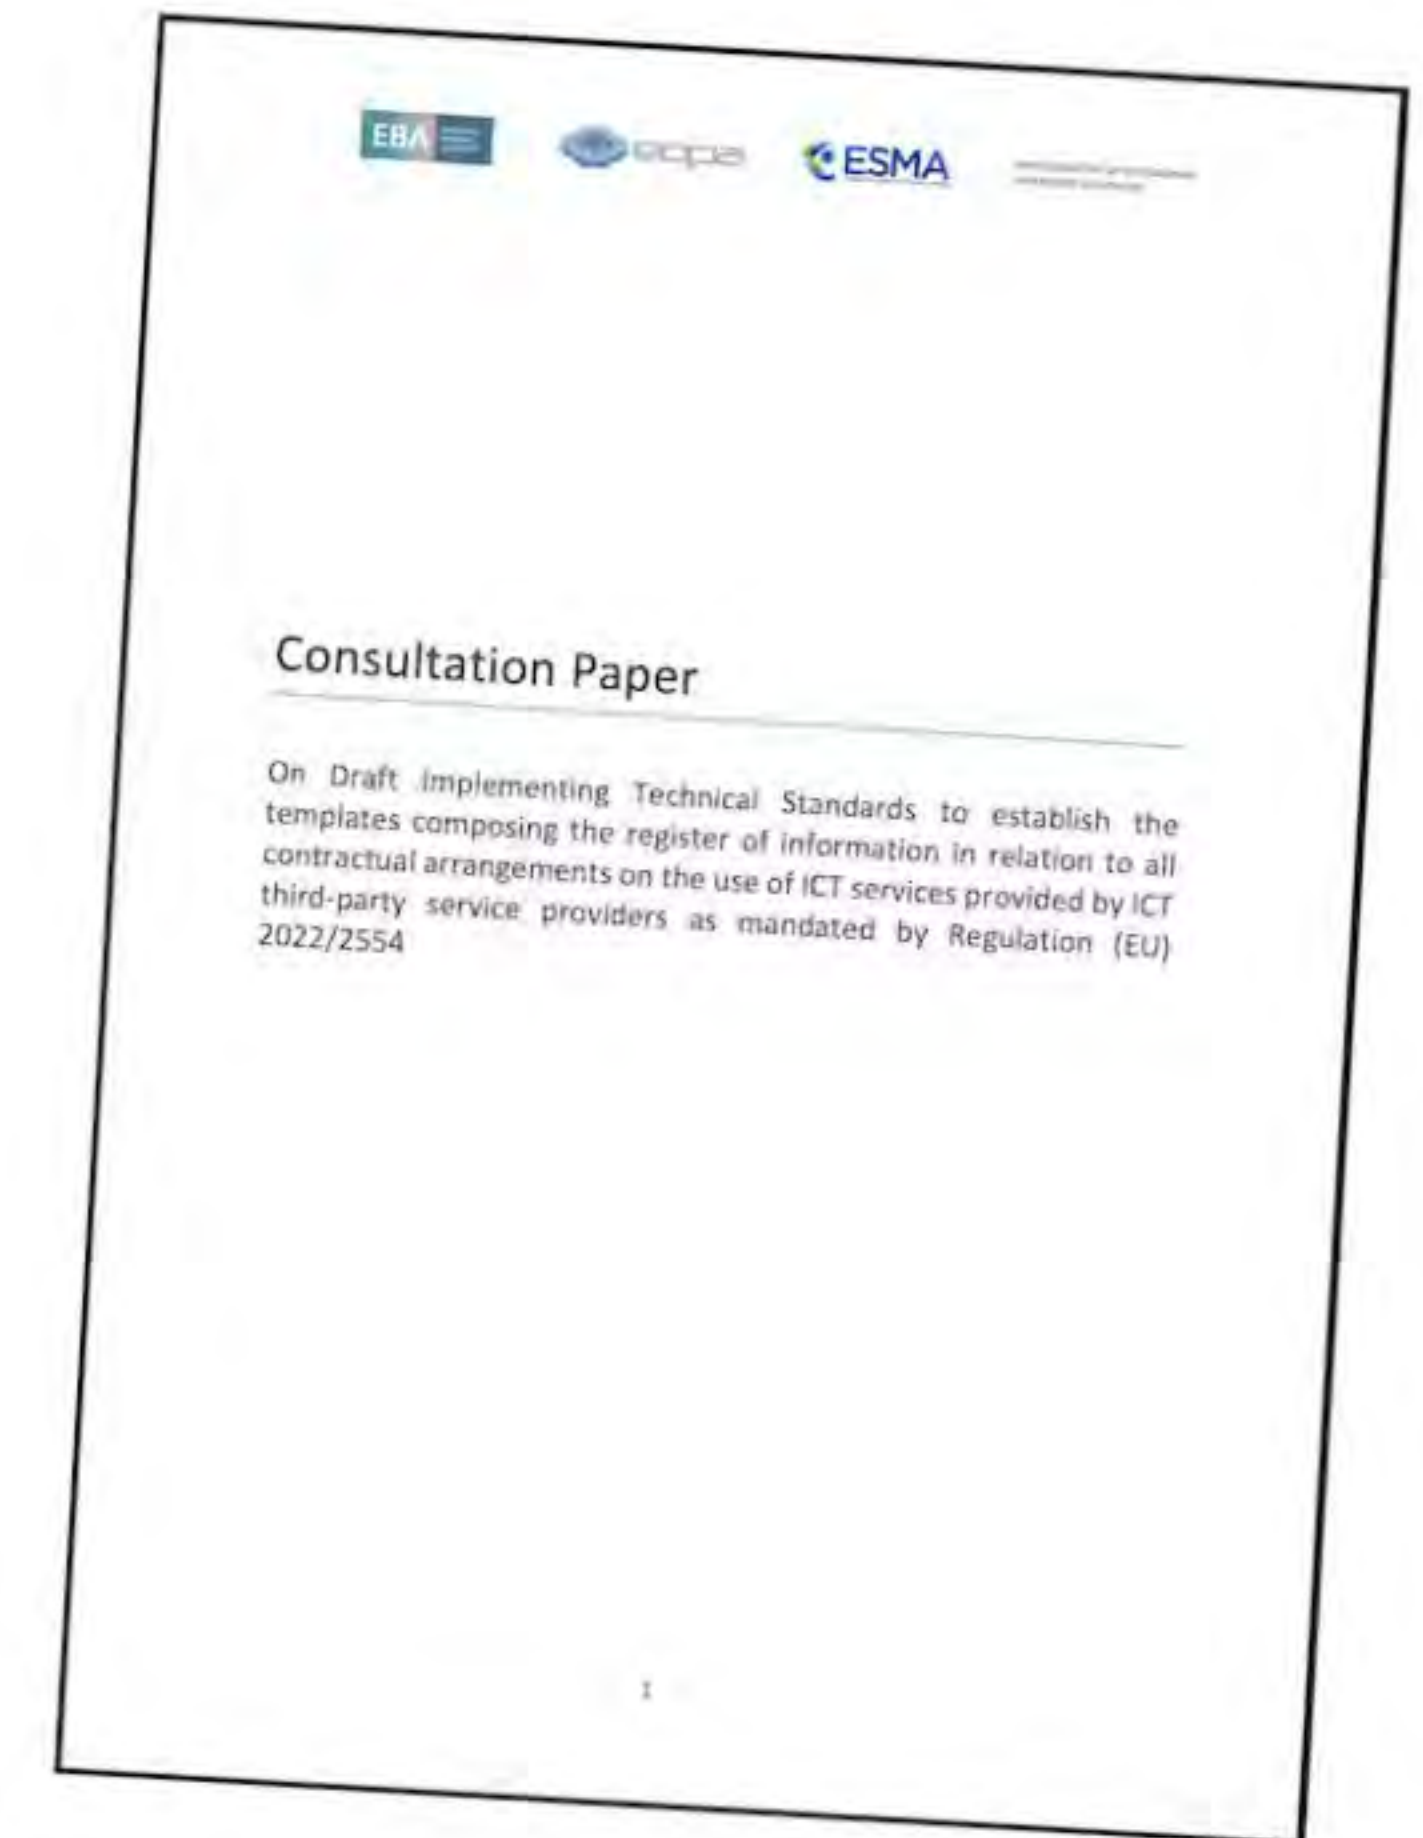 EBA
eiopa
ESMA
Consultation Paper
On Draft Implementing Technical Standards to establish the
templates composing the register of information in relation to all
contractual arrangements on the use of ICT services provided by ICT
third-party service providers as mandated by Regulation (EU)
2022/2554
1